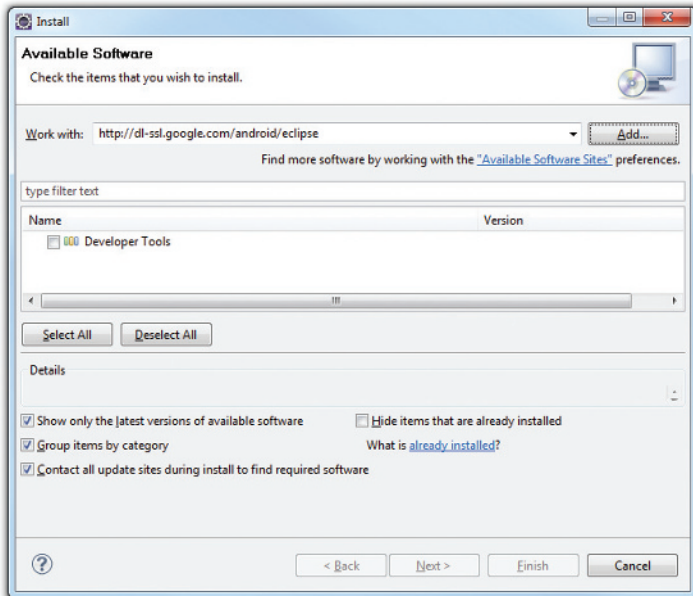 Install
Available Software
Check the items that you wish to install.
Work with: http://dl-ssl.google.com/android/eclipse Add...
Find more software by working with the "Available Software Sites" preferences.
type filter text
Name Version
Developer Tools
Select All Deselect All
Details
Show only the latest versions of available software Hide items that are already installed
Group items by category What is already installed?
Contact all update sites during install to find required software
? < Back Next > Finish Cancel